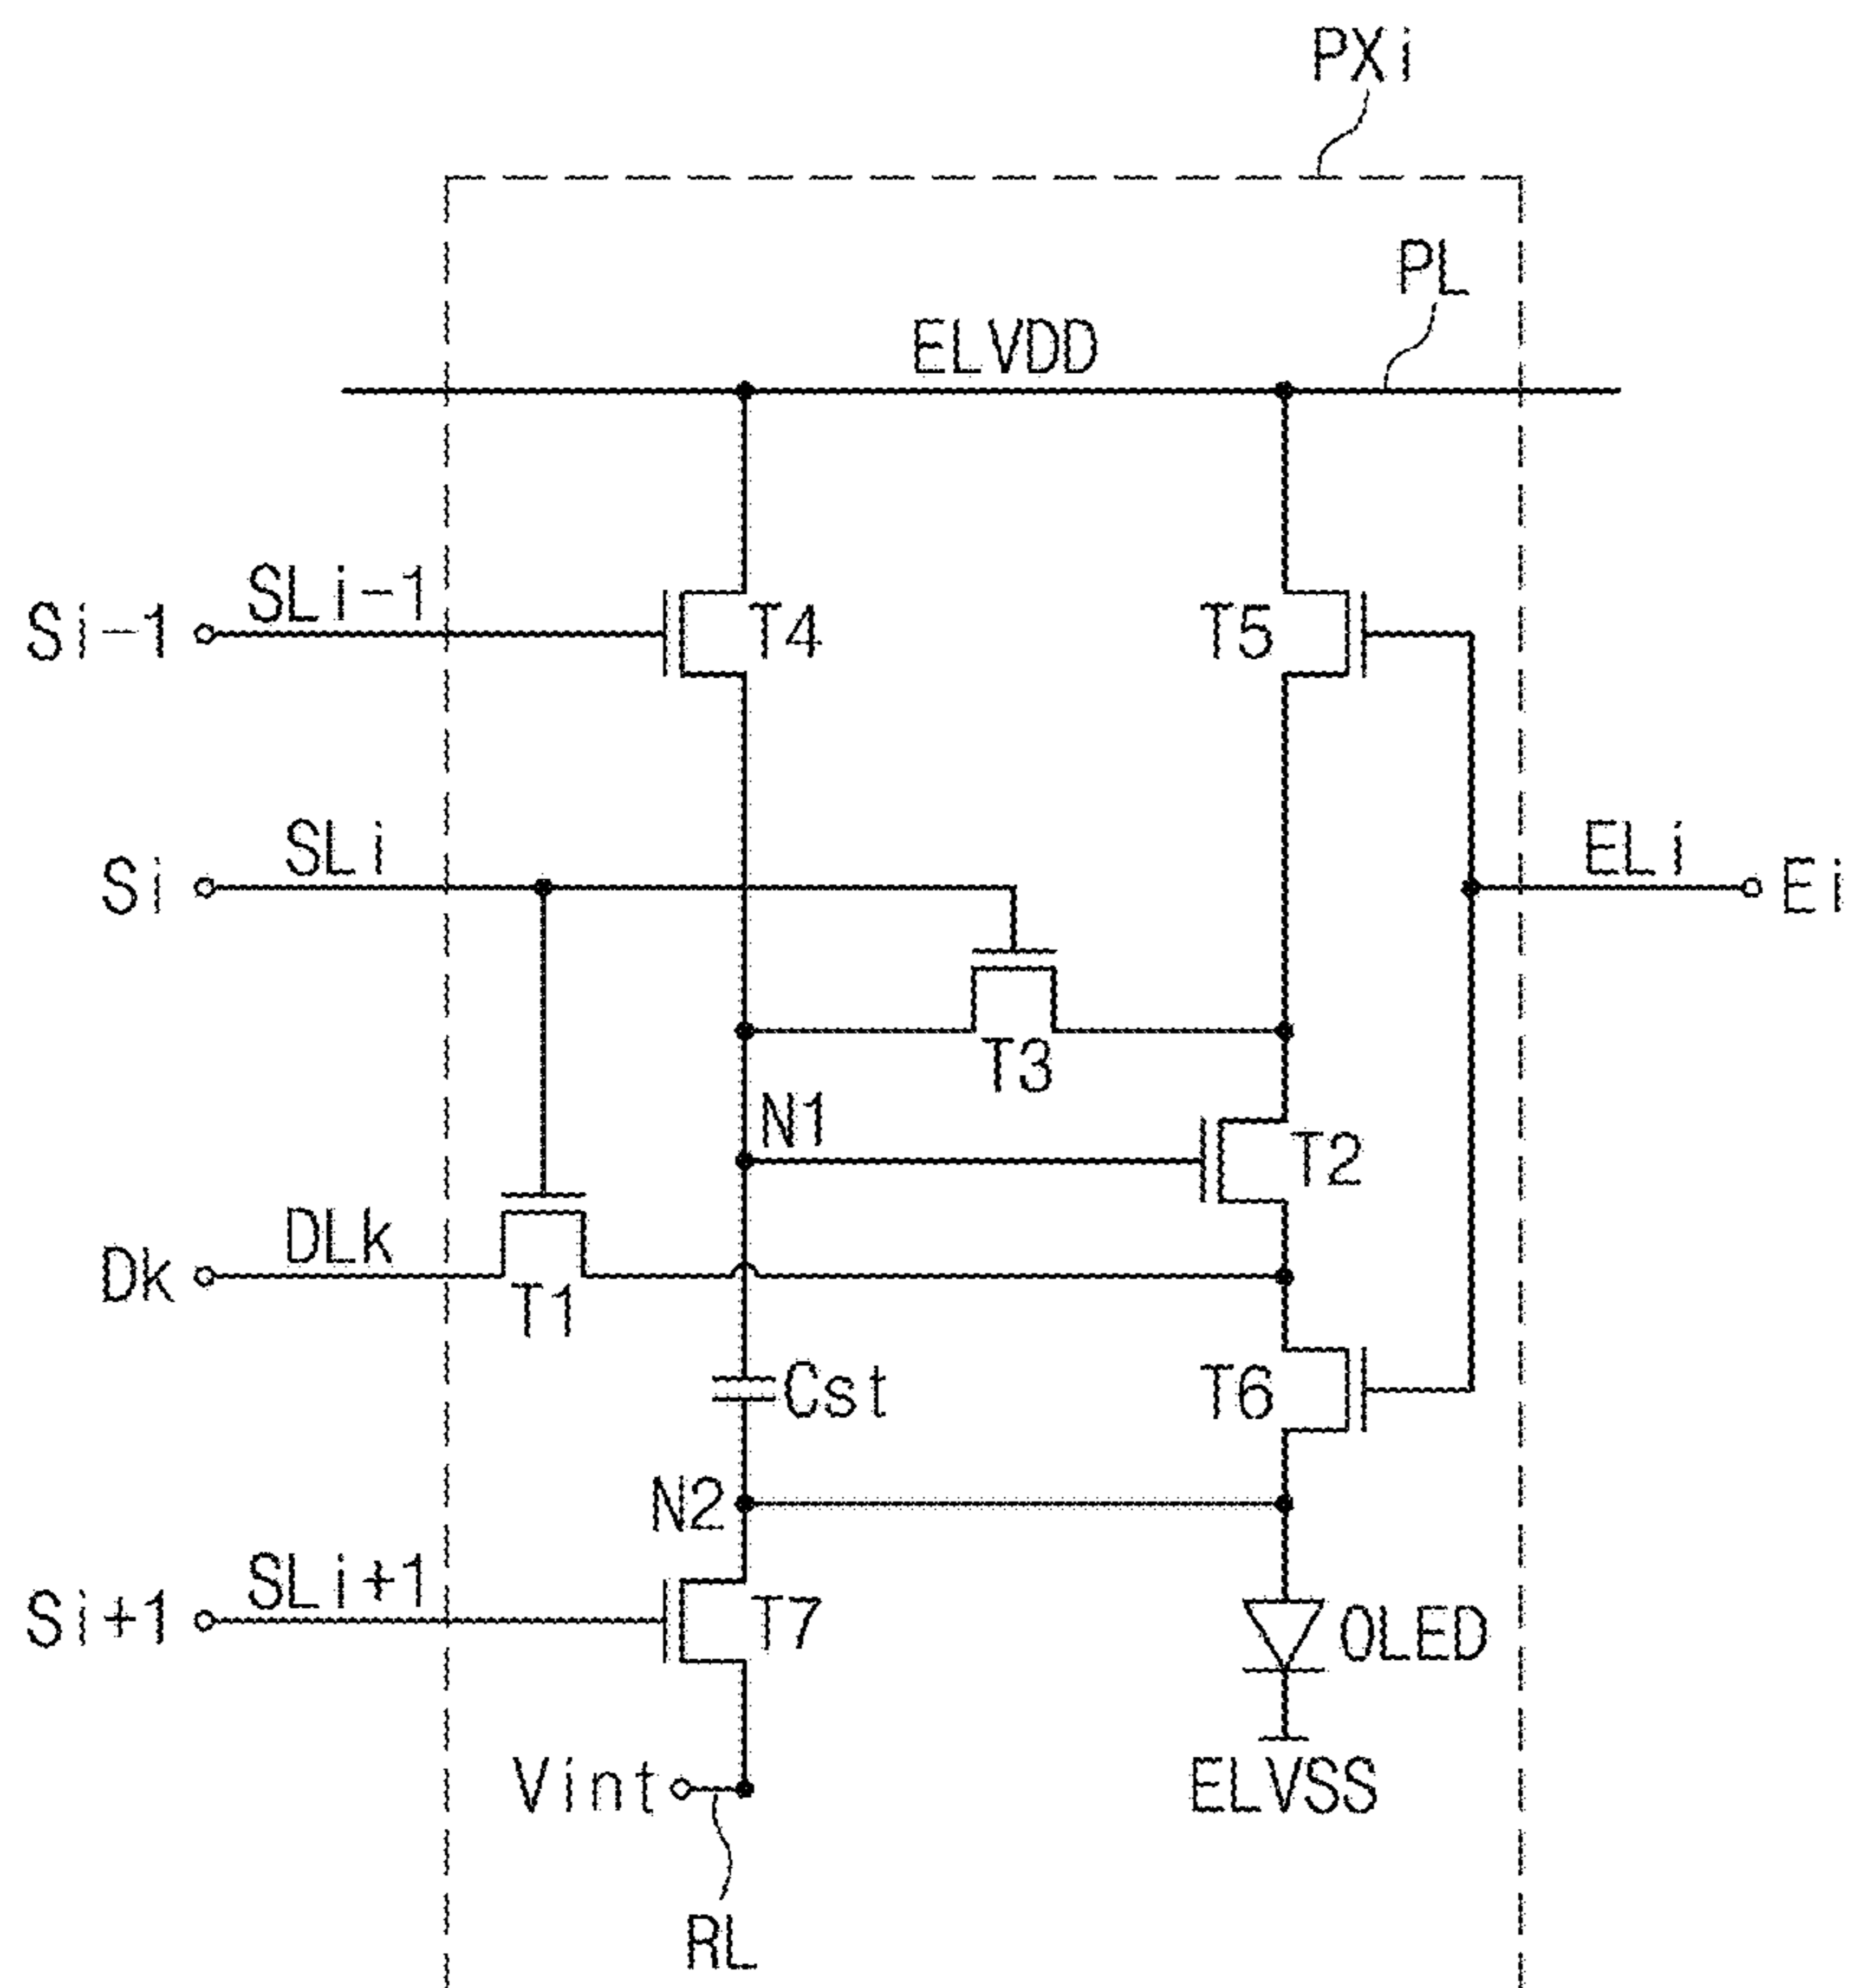 PXi
PL
ELVDD
SLi-1
Si-1
T4
T5
SLi
Si
ELi
Ei
T3
N1
T2
DLk
Dk
T1
Cst
T6
N2
SLi+1
Si+1
T7
OLED
Vint
ELVSS
RL